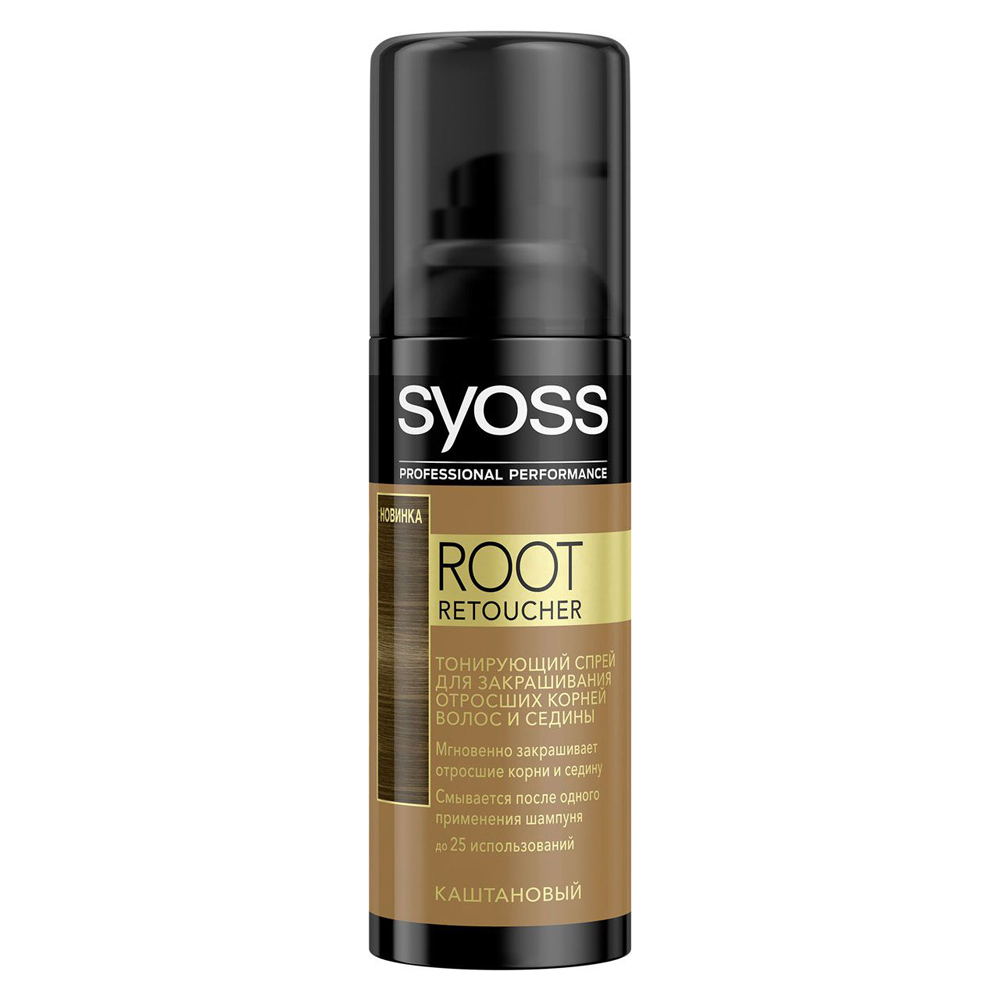 SYOSS
PROFESSIONAL PERFORMANCE
НОВИНКА
ROOT
RETOUCHER
ТОНИРУЮЩИЙ СПРЕЙ
ДЛЯ ЗАКРАШИВАНИЯ
ОТРОСШИХ КОРНЕЙ
ВОЛОС И СЕДИНЫ
Мгновенно закрашивает
отросшие корни и седину
Смывается после одного
применения шампуня
до 25 использований
КАШТАНОВЫЙ